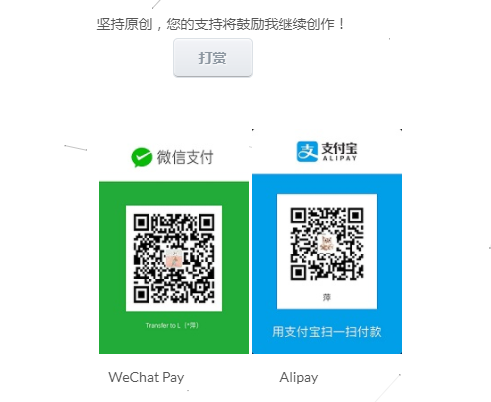 坚持原创，您的支持将鼓励我继续创作！
打赏
微信支付
支付宝
ALIPAY
Transfer to L（*萍）
萍
用支付宝扫一扫付款
WeChat Pay
Alipay